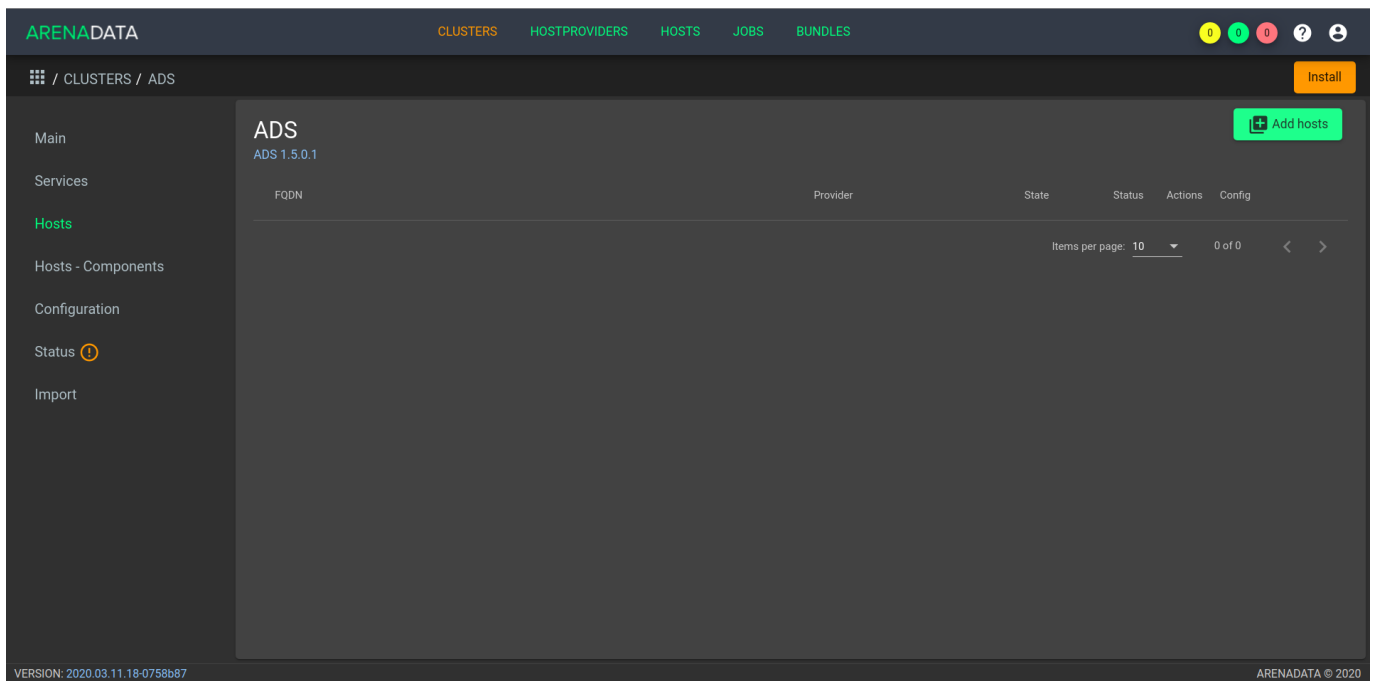 ARENADATA CLUSTERS HOSTPROVIDERS HOSTS JOBS BUNDLES 0 0 0 ?
/ CLUSTERS / ADS Install
Main
Services
Hosts
Hosts - Components
Configuration
Status !
Import
ADS
ADS 1.5.0.1
Add hosts
FQDN Provider State Status Actions Config
Items per page: 10 0 of 0
VERSION: 2020.03.11.18-0758b87 ARENADATA © 2020